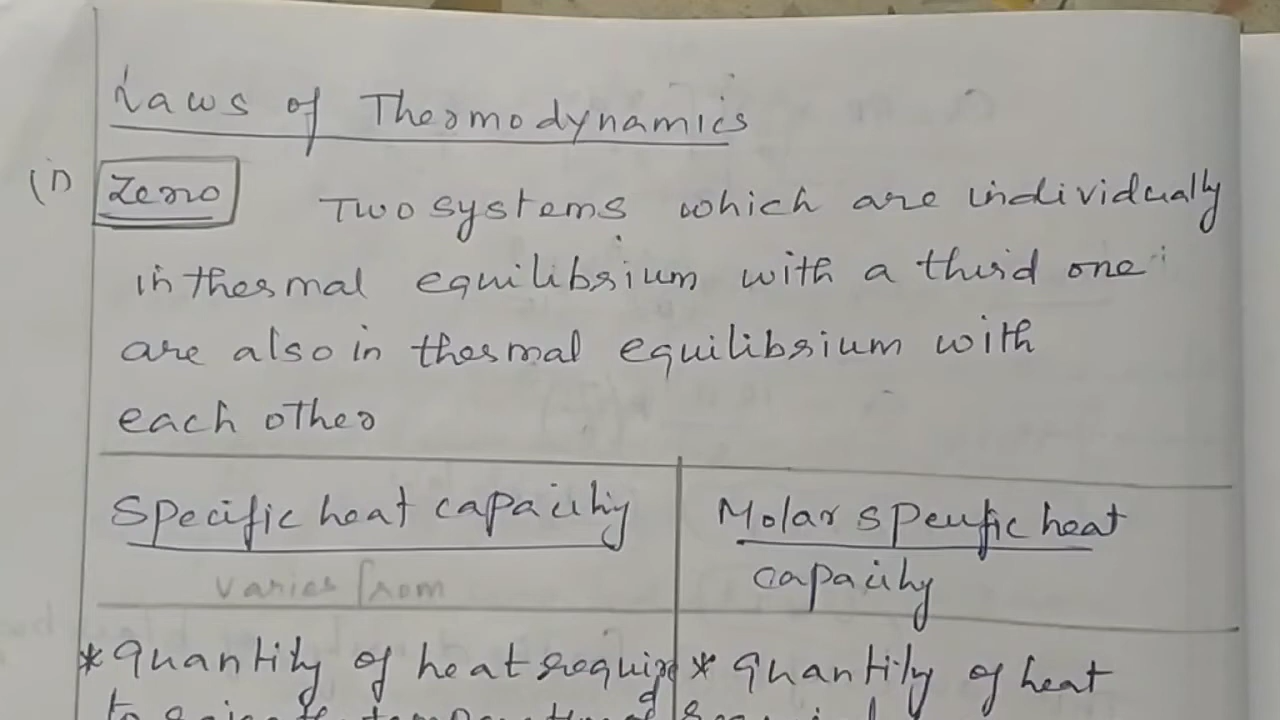 Laws of Thermodynamics
(i) Zero Two systems which are individually
in thermal equilibrium with a third one
are also in thermal equilibrium with
each other
Specific heat capacity
varies from
Molar specific heat
capacity
* quantity of heat require
* quantity of heat